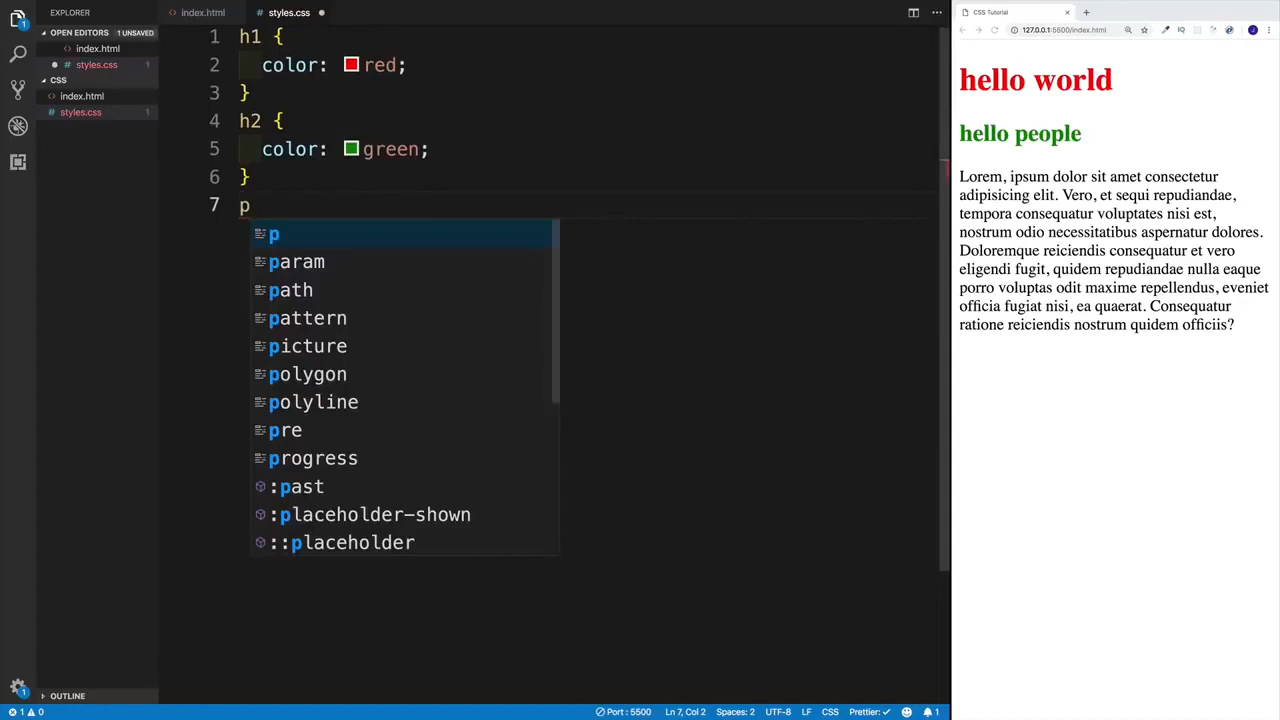 EXPLORER
OPEN EDITORS 1 UNSAVED
index.html
styles.css 1
CSS
index.html
styles.css 1
OUTLINE
index.html
styles.css
1 h1 {
2 color: red;
3 }
4 h2 {
5 color: green;
6 }
7 p
p
param
path
pattern
picture
polygon
polyline
pre
progress
:past
:placeholder-shown
::placeholder
CSS Tutorial
127.0.0.1:5500/index.html
hello world
hello people
Lorem, ipsum dolor sit amet consectetur
adipisicing elit. Vero, et sequi repudiandae,
tempora consequatur voluptates nisi est,
nostrum odio necessitatibus aspernatur dolores.
Doloremque reiciendis consequatur et vero
eligendi fugit, quidem repudiandae nulla eaque
porro voluptas odit maxime repellendus, eveniet
officia fugiat nisi, ea quaerat. Consequatur
ratione reiciendis nostrum quidem officiis?
1 0 Port : 5500 Ln 7, Col 2 Spaces: 2 UTF-8 LF CSS Prettier: 1